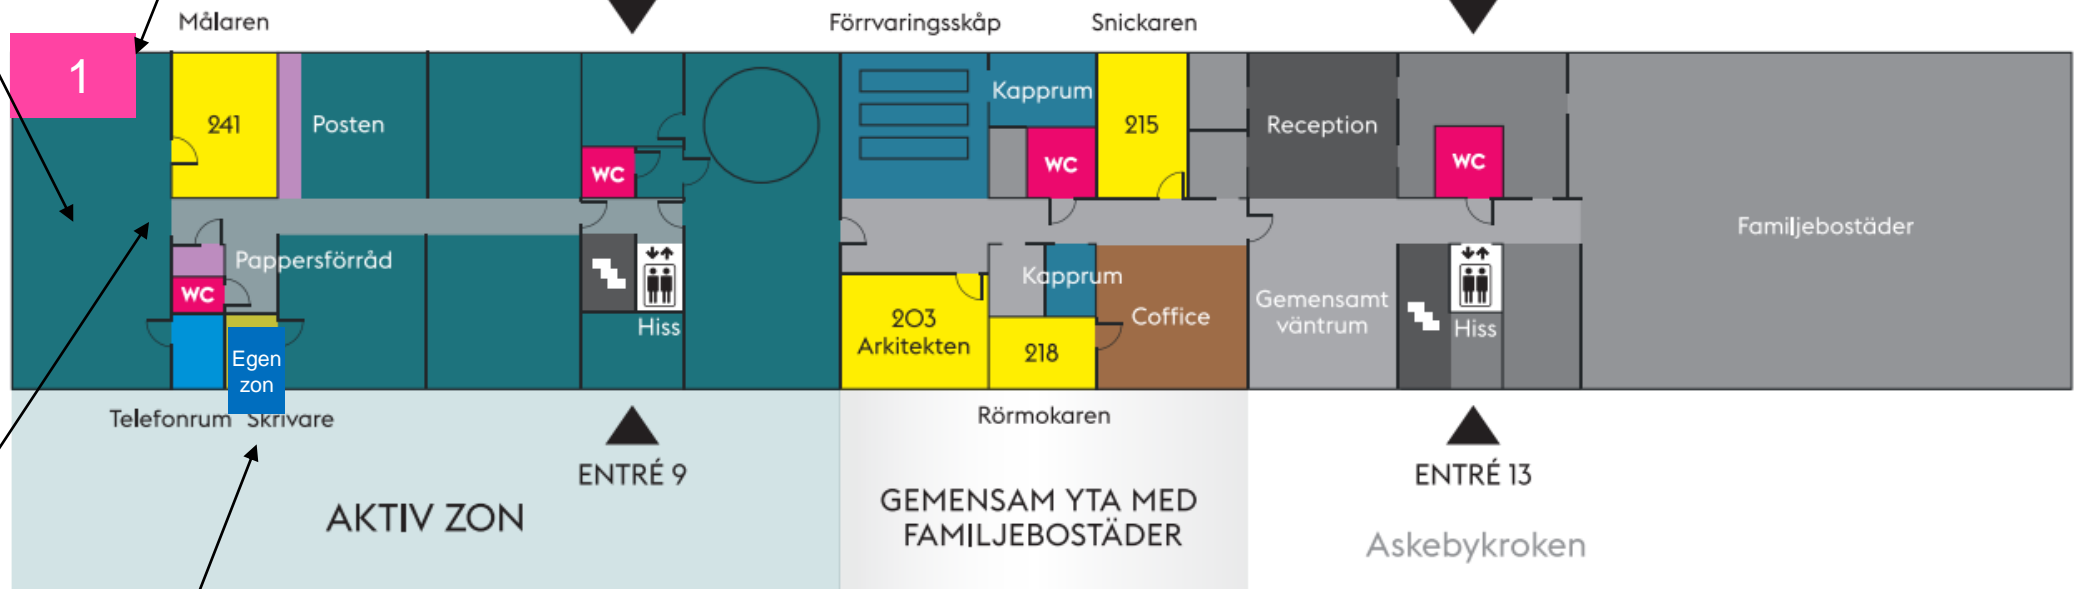 Målaren
Förrvaringsskåp
Snickaren
1
241
Posten
WC
Kapprum
WC
215
Reception
WC
Familjebostäder
Pappersförråd
WC
Hiss
Kapprum
203
Arkitekten
218
Coffice
Gemensamt
väntrum
Hiss
Egen
zon
Telefonrum
Skrivare
Rörmokaren
ENTRÉ 9
ENTRÉ 13
AKTIV ZON
GEMENSAM YTA MED
FAMILJEBOSTÄDER
Askebykroken